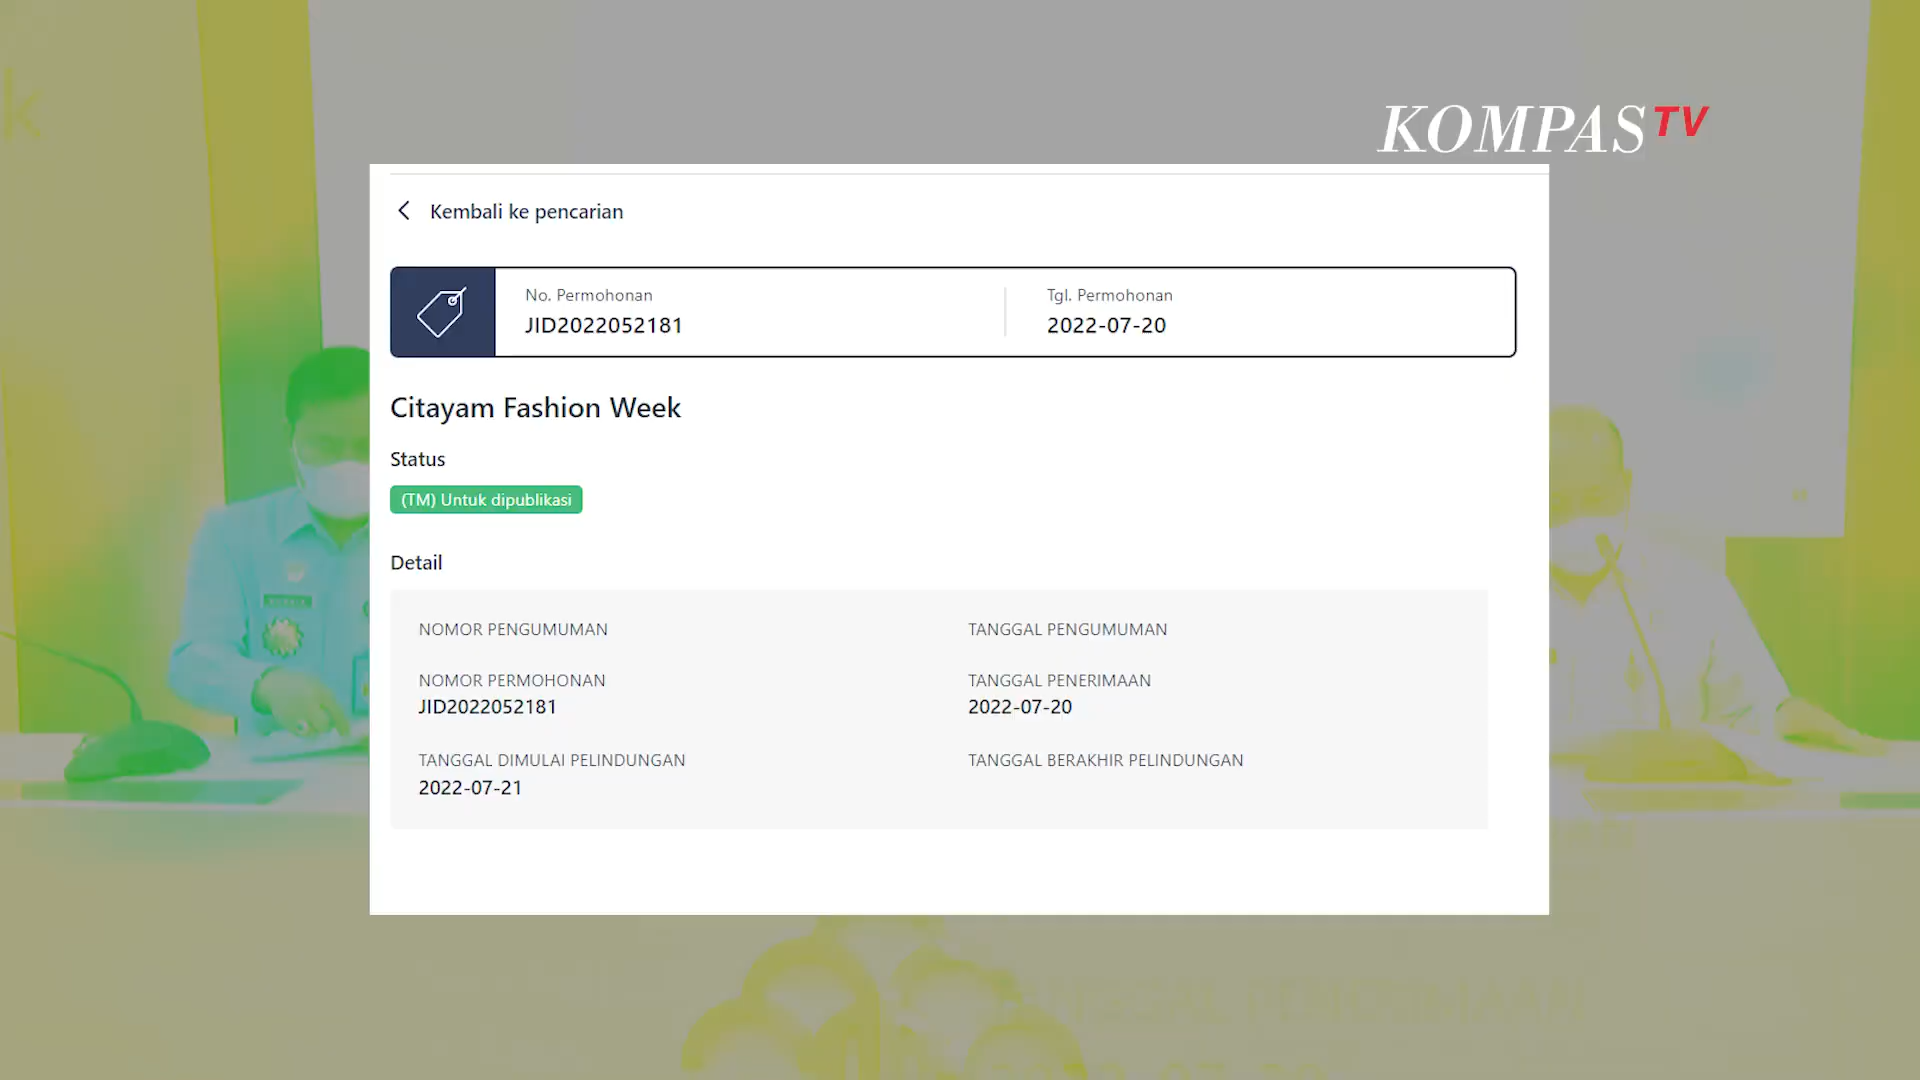 KOMPAS TV
Kembali ke pencarian
No. Permohonan
JID2022052181
Tgl. Permohonan
2022-07-20
Citayam Fashion Week
Status
(TM) Untuk dipublikasi
Detail
NOMOR PENGUMUMAN
TANGGAL PENGUMUMAN
NOMOR PERMOHONAN
JID2022052181
TANGGAL PENERIMAAN
2022-07-20
TANGGAL DIMULAI PELINDUNGAN
2022-07-21
TANGGAL BERAKHIR PELINDUNGAN